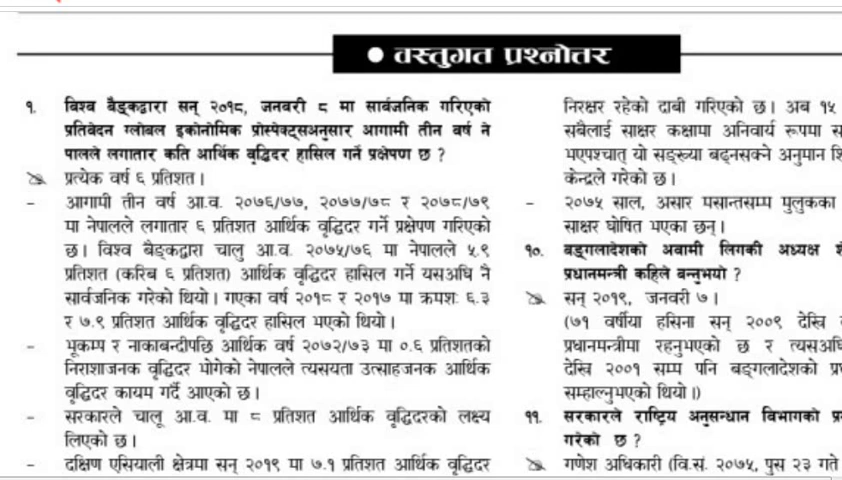 वस्तुगत प्रश्नोत्तर
१. विश्व बैङ्कद्वारा सन् २०१८, जनवरी ८ मा सार्वजनिक गरिएको
प्रतिवेदन ग्लोबल इकोनोमिक प्रोस्पेक्ट्सअनुसार आगामी तीन वर्ष ने
पालले लगातार कति आर्थिक वृद्धिदर हासिल गर्ने प्रक्षेपण छ ?
प्रत्येक वर्ष ६ प्रतिशत ।
- आगामी तीन वर्ष आ.व. २०७६/७७, २०७७/७८ र २०७८/७९
मा नेपालले लगातार ६ प्रतिशत आर्थिक वृद्धिदर गर्ने प्रक्षेपण गरिएको
छ । विश्व बैङ्कद्वारा चालु आ.व. २०७५/७६ मा नेपालले ५.९
प्रतिशत (करिब ६ प्रतिशत) आर्थिक वृद्धिदर हासिल गर्ने यसअघि नै
सार्वजनिक गरेको थियो । गएका वर्ष २०१८ र २०१७ मा क्रमशः ६.३
र ७.९ प्रतिशत आर्थिक वृद्धिदर हासिल भएको थियो ।
- भूकम्प र नाकाबन्दीपछि आर्थिक वर्ष २०७२/७३ मा ०.६ प्रतिशतको
निराशाजनक वृद्धिदर भोगेको नेपालले त्यसयता उत्साहजनक आर्थिक
वृद्धिदर कायम गर्दै आएको छ ।
- सरकारले चालू आ.व. मा ८ प्रतिशत आर्थिक वृद्धिदरको लक्ष्य
लिएको छ ।
- दक्षिण एसियाली क्षेत्रमा सन् २०१९ मा ७.१ प्रतिशत आर्थिक वृद्धिदर
निरक्षर रहेको दाबी गरिएको छ । अब १५
सबैलाई साक्षर कक्षामा अनिवार्य रूपमा
भएपश्चात् यो सङ्ख्या बढ्नसक्ने अनुमान
केन्द्रले गरेको छ ।
- २०७५ साल, असार मसान्तसम्म मुलुकका
साक्षर घोषित भएका छन् ।
१०. बङ्गलादेशको अवामी लिगकी अध्यक्ष
प्रधानमन्त्री कहिले बन्नुभयो ?
सन् २०१९, जनवरी ७ ।
(७१ वर्षीया हसिना सन् २००९ देखि
प्रधानमन्त्रीमा रहनुभएको छ र
देखि २००१ सम्म पनि बङ्गलादेशको
सम्हाल्नुभएको थियो ।)
११. सरकारले राष्ट्रिय अनुसन्धान विभागको
गरेको छ ?
गणेश अधिकारी (वि.सं. २०७५, पुस २३ गते